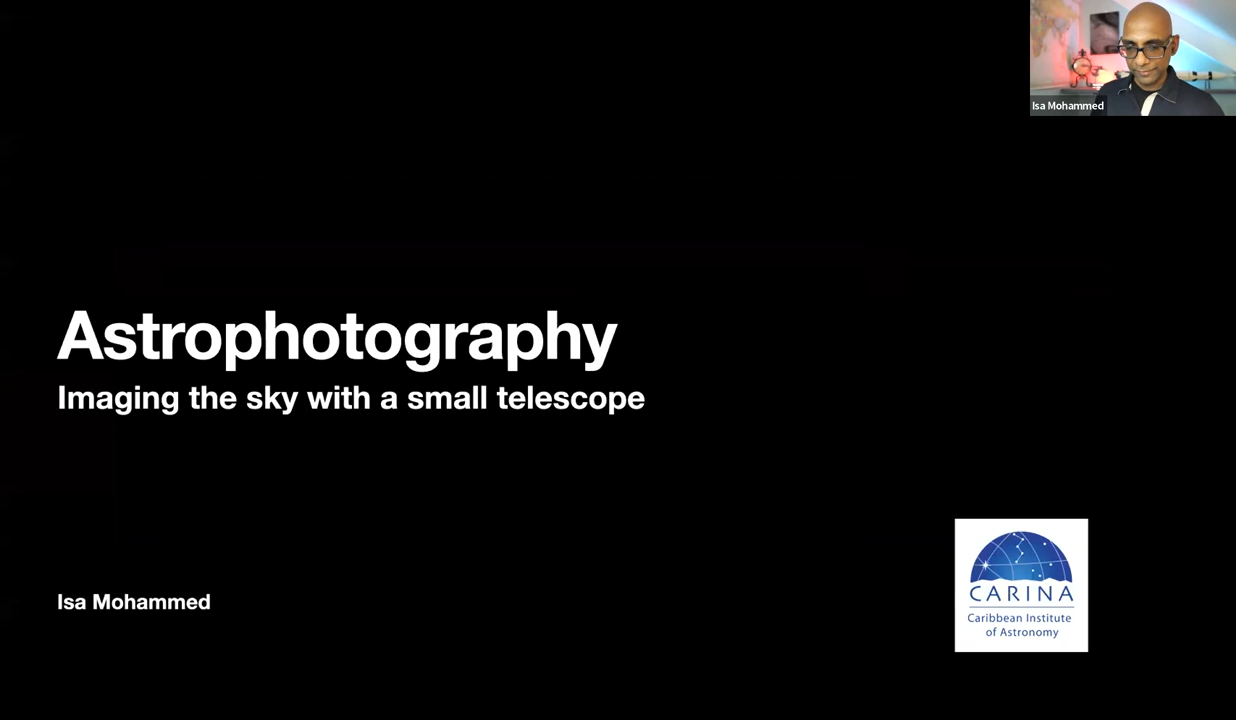 Isa Mohammed
Astrophotography
Imaging the sky with a small telescope
Isa Mohammed
CARINA
Caribbean Institute
of Astronomy